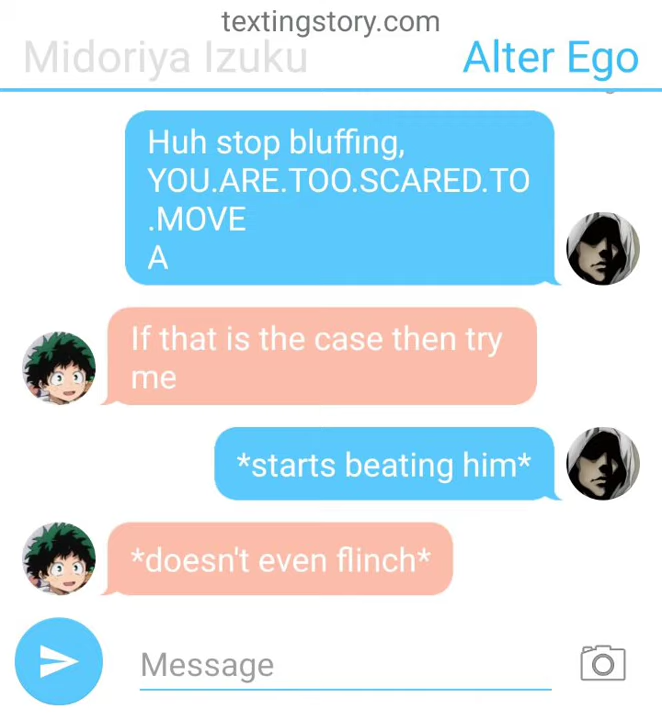 textingstory.com
Midoriya Izuku
Alter Ego
Huh stop bluffing,
YOU.ARE.TOO.SCARED.TO
.MOVE
A
If that is the case then try
me
*starts beating him*
*doesn't even flinch*
Message